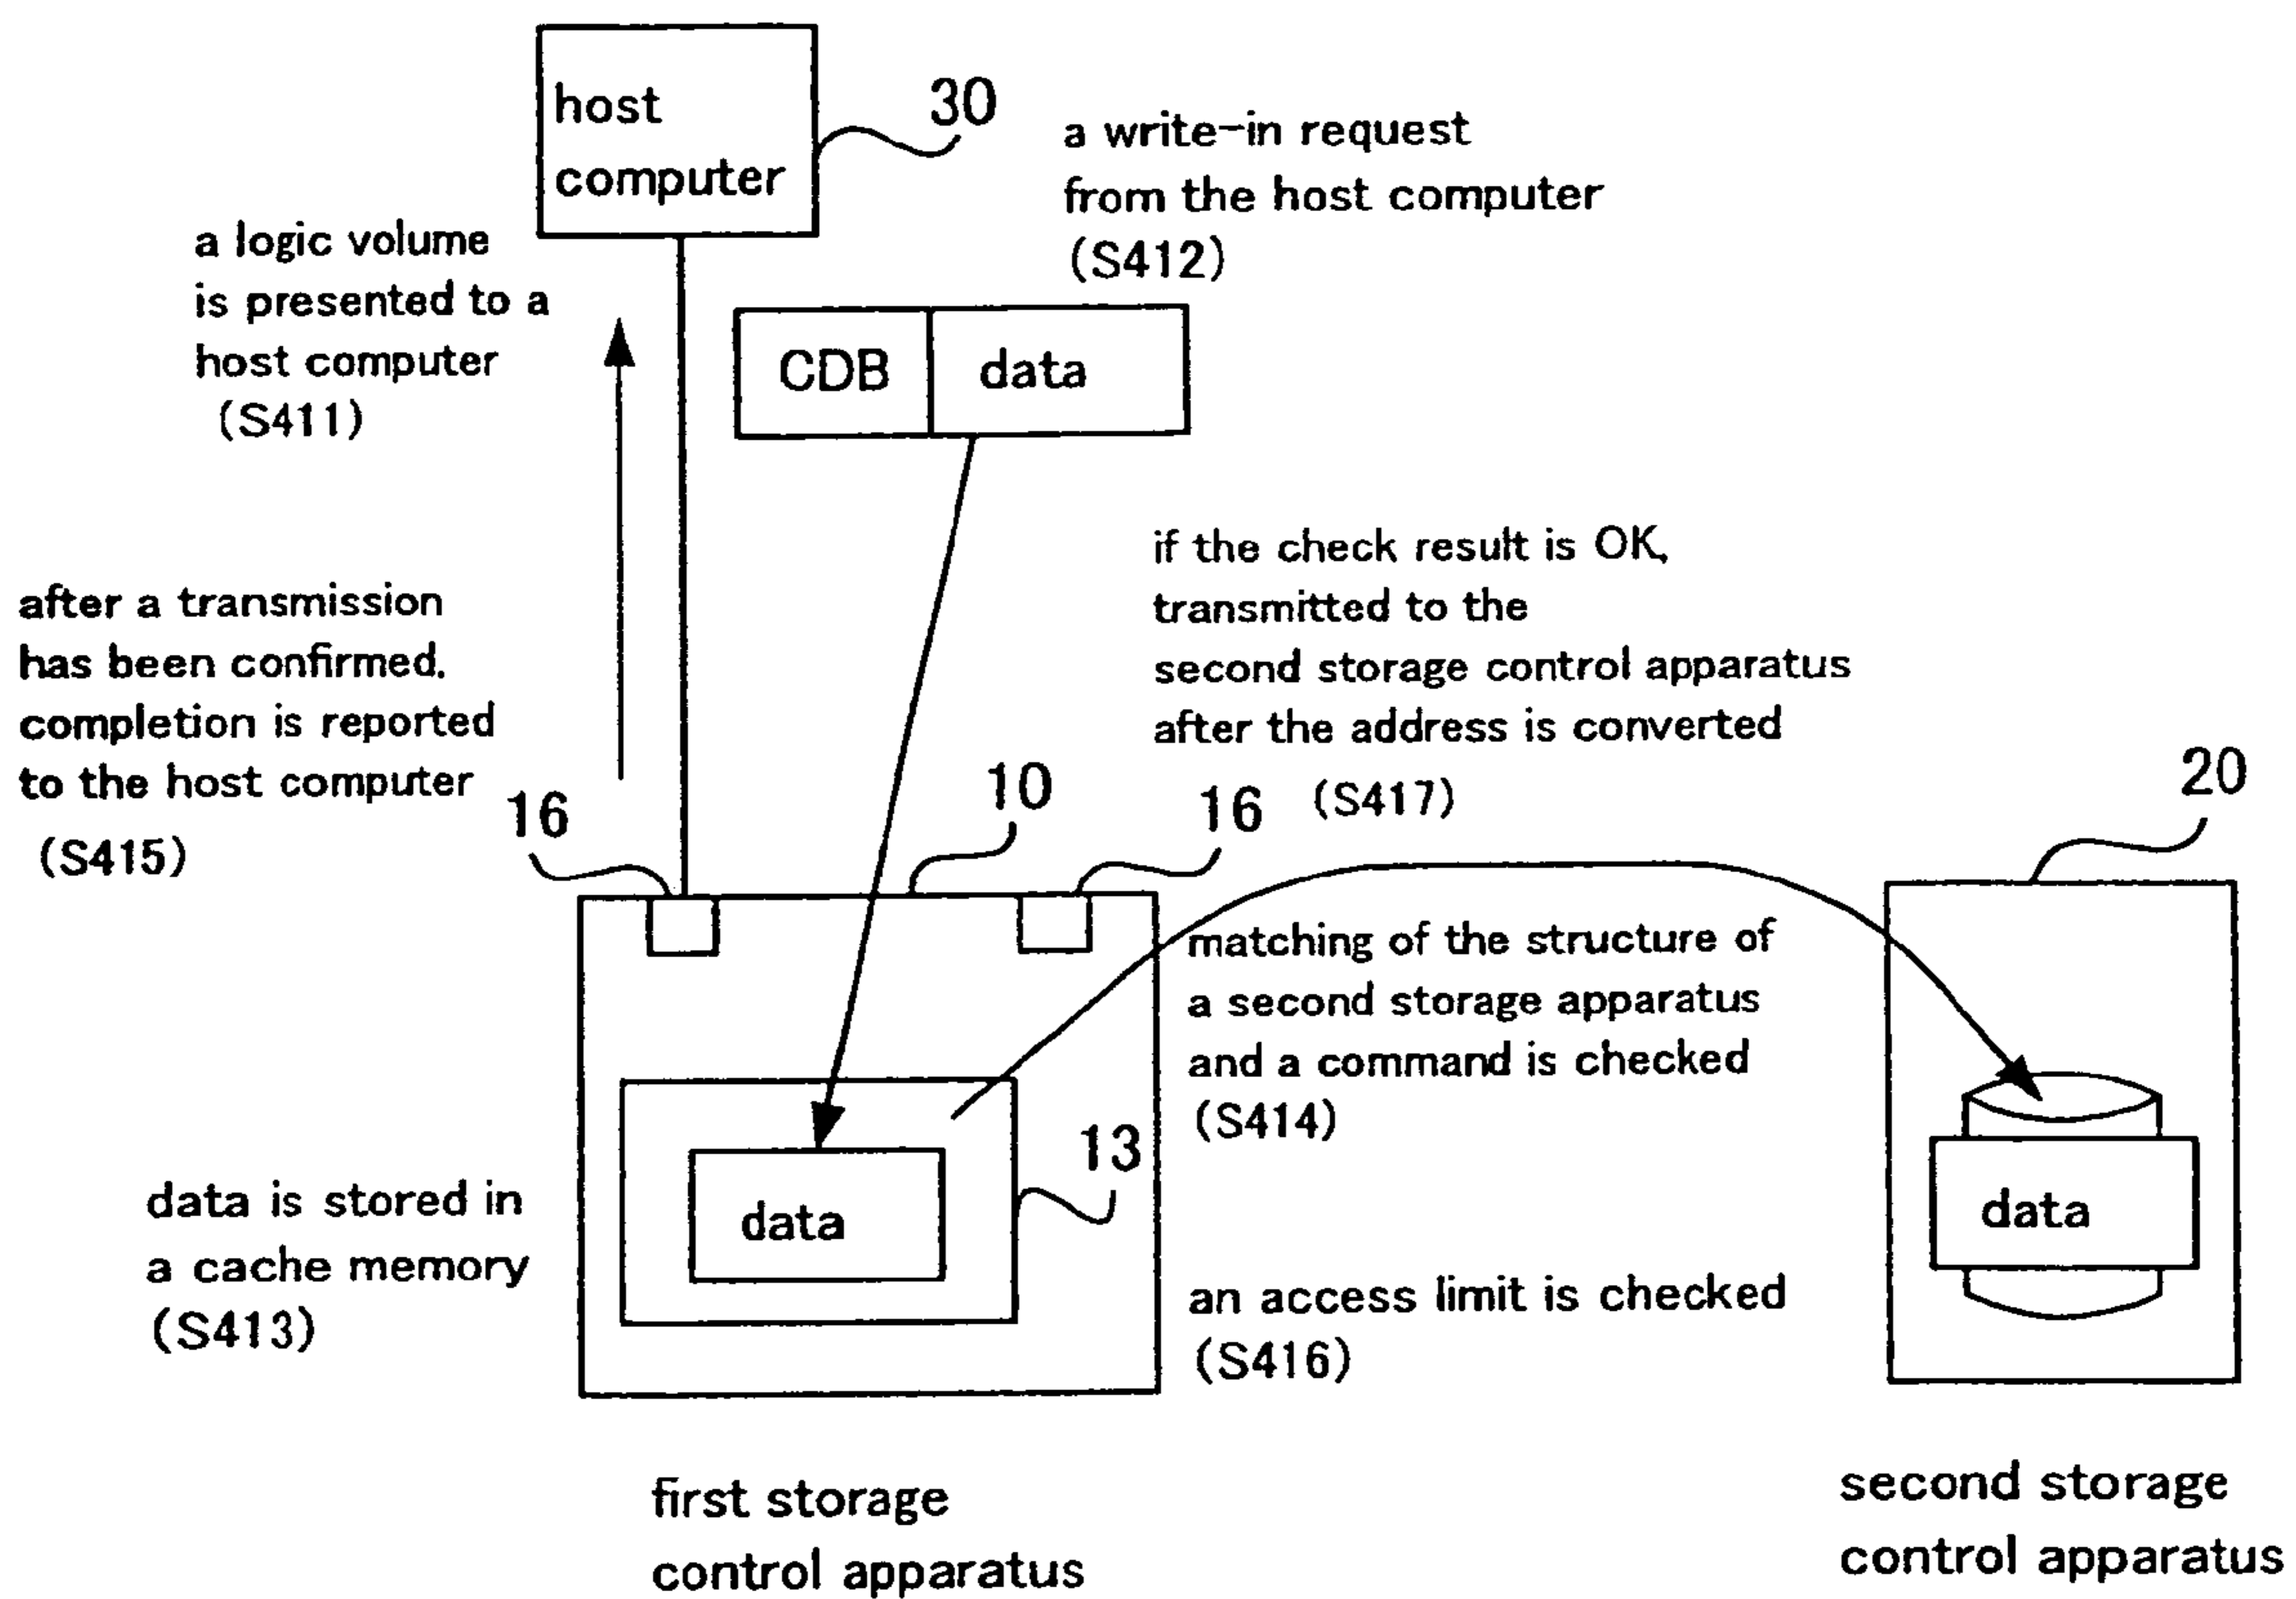 host
computer
30
a write-in request
from the host computer
(S412)
a logic volume
is presented to a
host computer
(S411)
CDB
data
if the check result is OK,
transmitted to the
second storage control apparatus
after the address is converted
(S417)
after a transmission
has been confirmed.
completion is reported
to the host computer
(S415)
16
10
16
20
matching of the structure of
a second storage apparatus
and a command is checked
(S414)
13
data
data
data is stored in
a cache memory
(S413)
an access limit is checked
(S416)
first storage
control apparatus
second storage
control apparatus